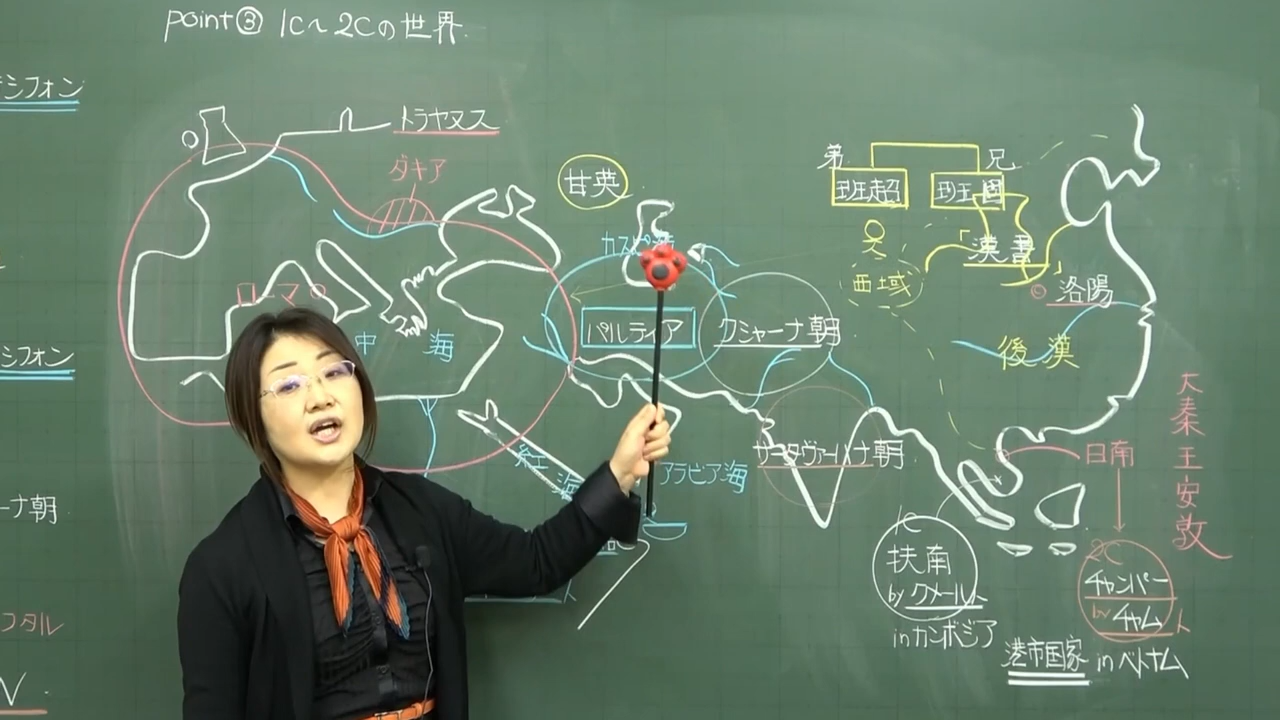 point③ 1C~2Cの世界
シフォン
トラヤヌス
ダキア
甘英
弟
兄
班超
班固
カスピ海
「漢書」
西域
ローマ
洛陽
パルティア
クシャーナ朝
中 海
シフォン
後漢
大秦王安敦
紅海
アラビア海
サータヴァーハナ朝
日南
ーナ朝
1C
扶南
by クメール人
in カンボジア
2C
チャンパー
by チャム人
フタル
港市国家 in ベトナム